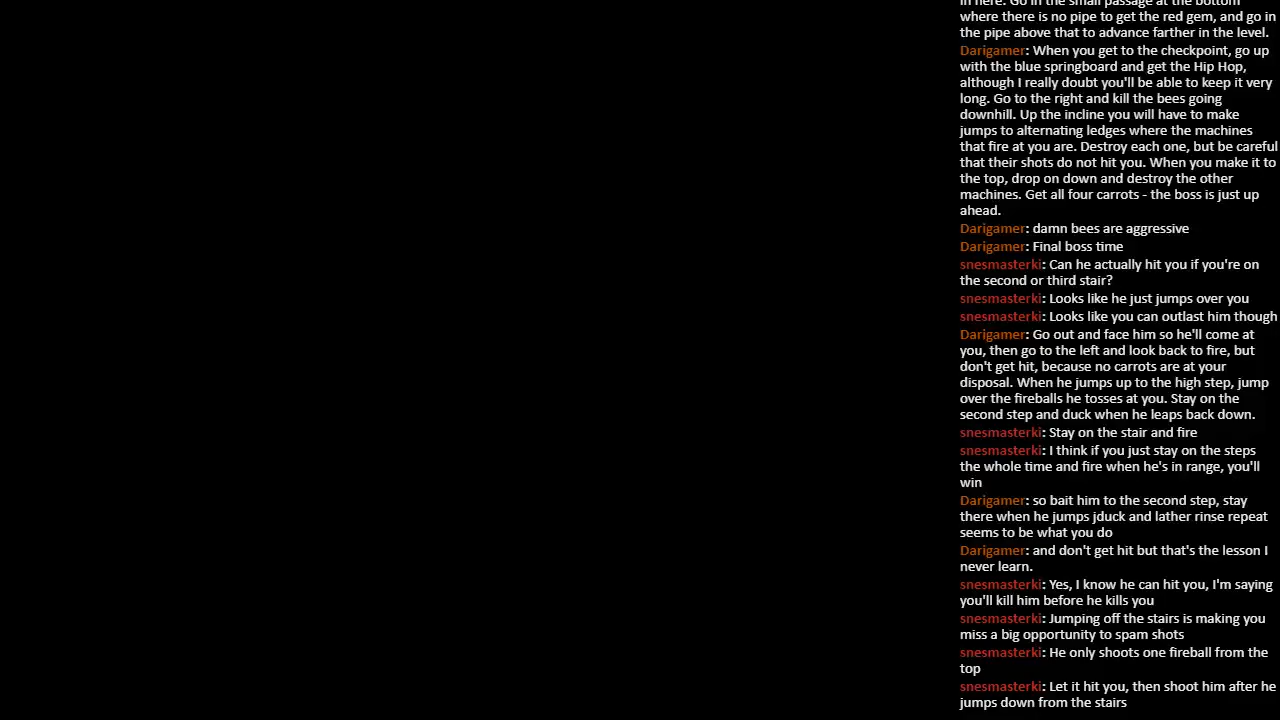 in here. Go in the small passage at the bottom
where there is no pipe to get the red gem, and go in
the pipe above that to advance farther in the level.
Darigamer: When you get to the checkpoint, go up
with the blue springboard and get the Hip Hop,
although I really doubt you'll be able to keep it very
long. Go to the right and kill the bees going
downhill. Up the incline you will have to make
jumps to alternating ledges where the machines
that fire at you are. Destroy each one, but be careful
that their shots do not hit you. When you make it to
the top, drop on down and destroy the other
machines. Get all four carrots - the boss is just up
ahead.
Darigamer: damn bees are aggressive
Darigamer: Final boss time
snesmasterki: Can he actually hit you if you're on
the second or third stair?
snesmasterki: Looks like he just jumps over you
snesmasterki: Looks like you can outlast him though
Darigamer: Go out and face him so he'll come at
you, then go to the left and look back to fire, but
don't get hit, because no carrots are at your
disposal. When he jumps up to the high step, jump
over the fireballs he tosses at you. Stay on the
second step and duck when he leaps back down.
snesmasterki: Stay on the stair and fire
snesmasterki: I think if you just stay on the steps
the whole time and fire when he's in range, you'll
win
Darigamer: so bait him to the second step, stay
there when he jumps jduck and lather rinse repeat
seems to be what you do
Darigamer: and don't get hit but that's the lesson I
never learn.
snesmasterki: Yes, I know he can hit you, I'm saying
you'll kill him before he kills you
snesmasterki: Jumping off the stairs is making you
miss a big opportunity to spam shots
snesmasterki: He only shoots one fireball from the
top
snesmasterki: Let it hit you, then shoot him after he
jumps down from the stairs